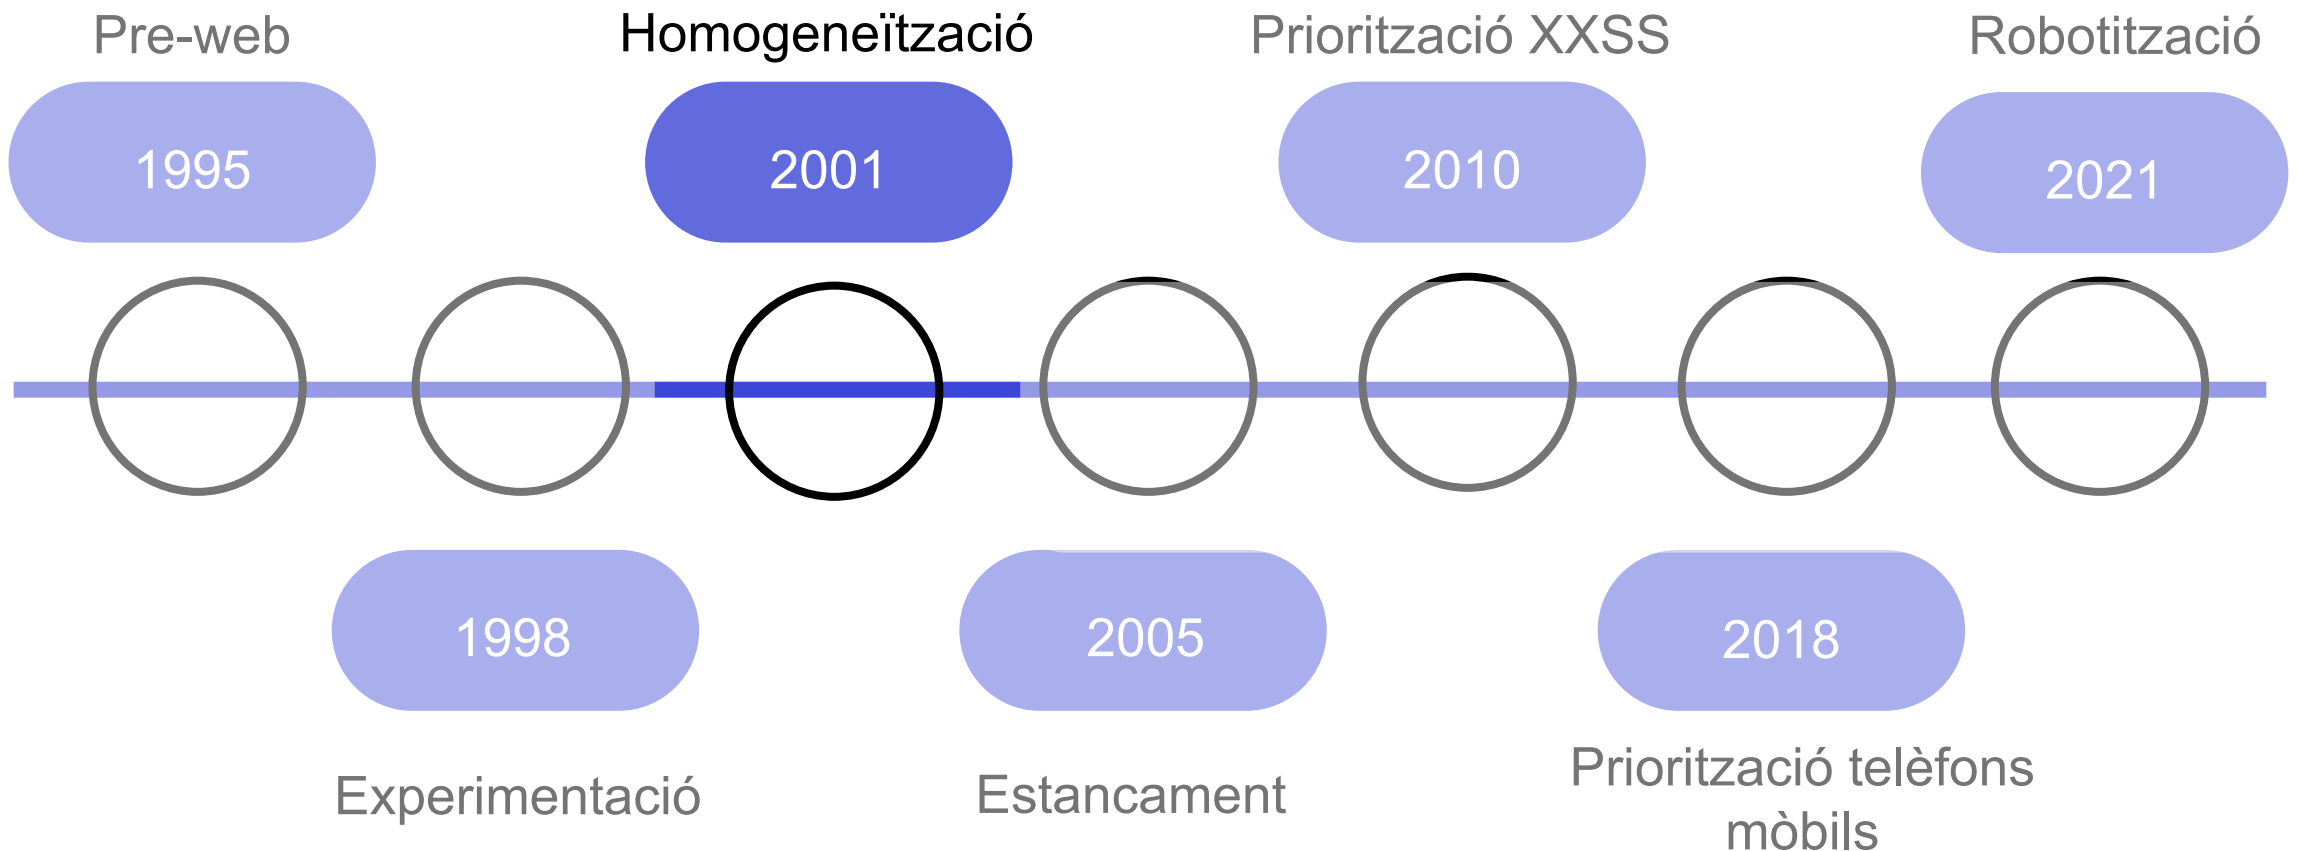 Pre-web
Homogeneïtzació
Priorització XXSS
Robotització
1995
2001
2010
2021
1998
2005
2018
Experimentació
Estancament
Priorització telèfons
mòbils